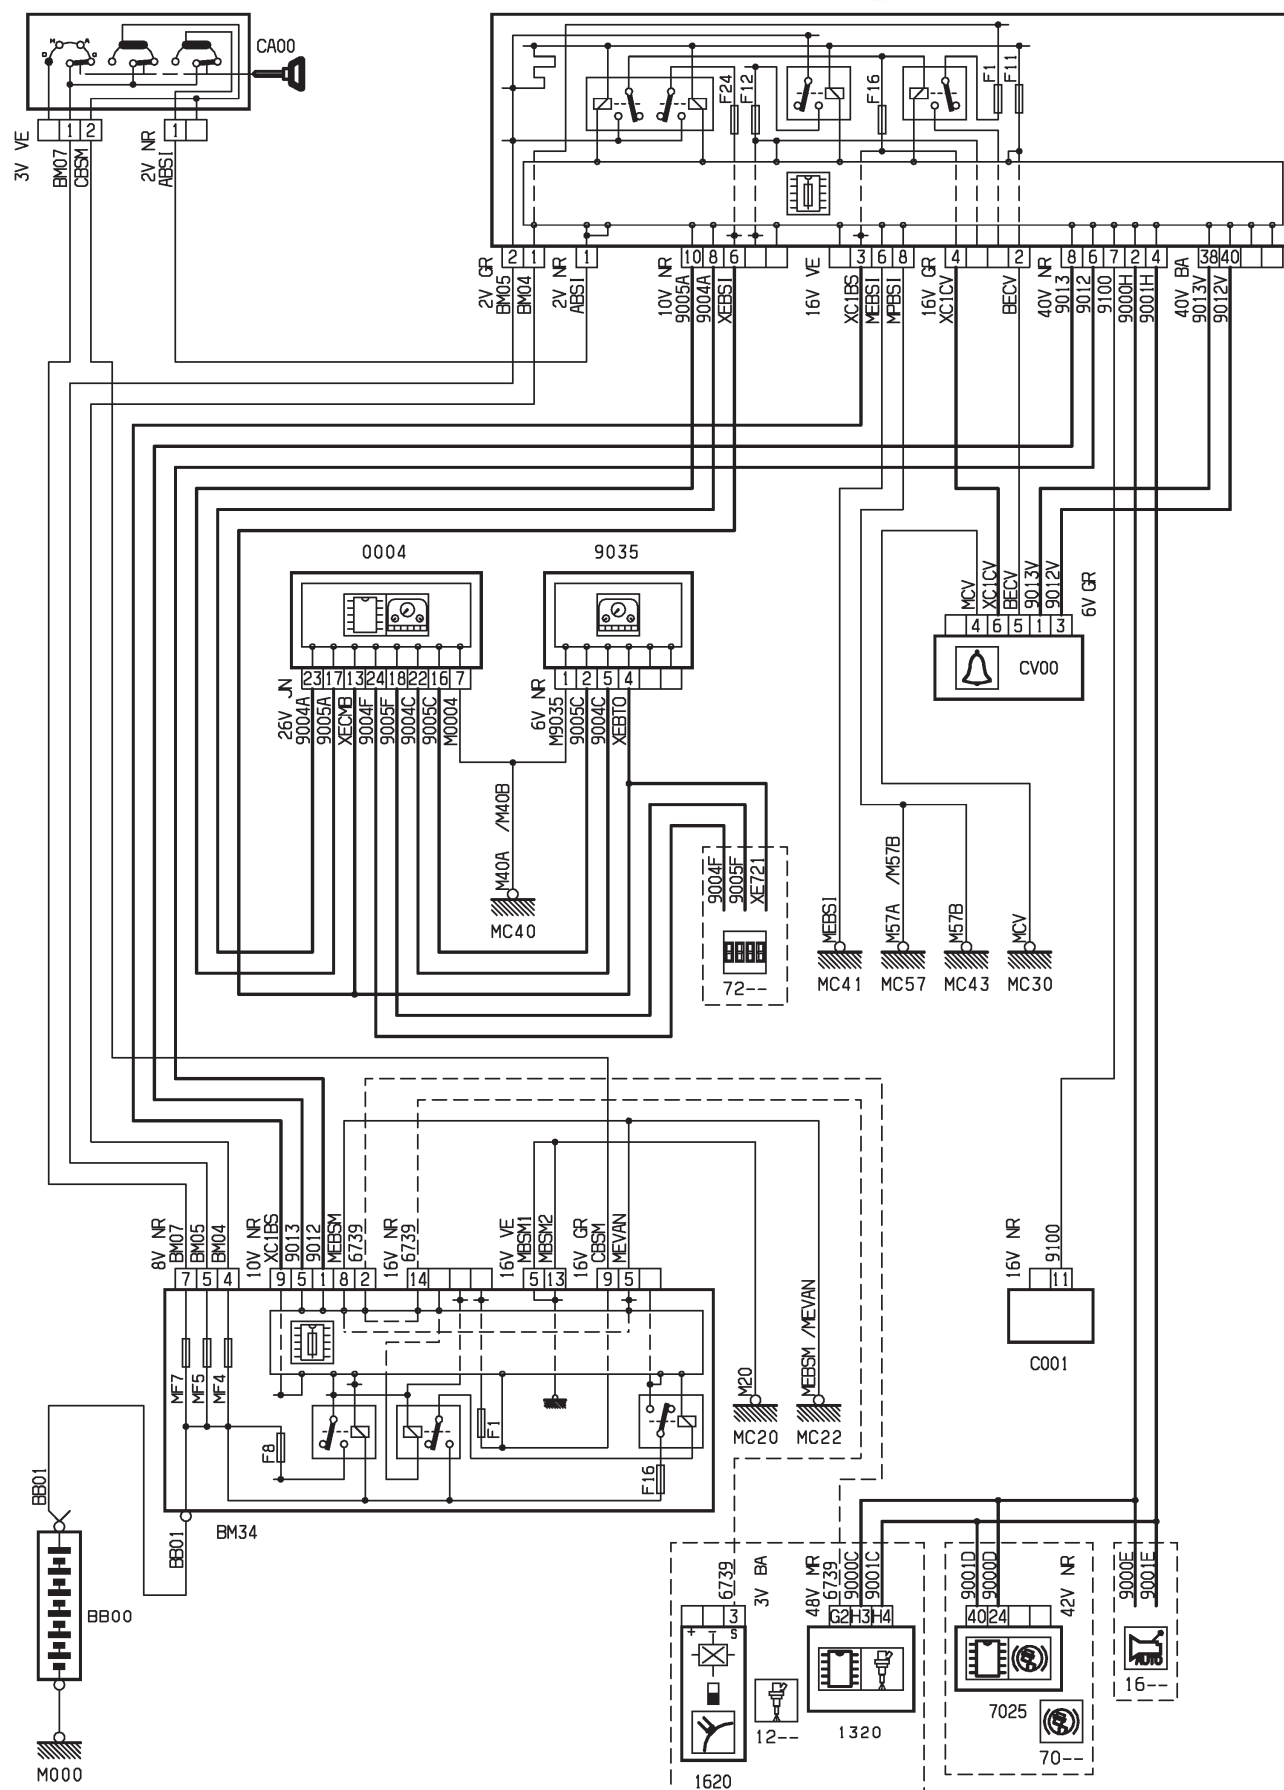 D
M
A
D
CA00
3V VE
1
2
BM07
CBSM
2V NR
1
ABSI
F24
F12
F16
F1
F11
2V GR
2
1
BM05
BM04
2V NR
1
ABSI
10V NR
10
8
6
9005A
9004A
XEBSI
16V VE
3
6
8
XC1BS
MEBSI
MPBSI
16V GR
4
2
XC1CV
BECV
40V NR
8
6
7
2
4
9013
9012
9100
9000H
9001H
40V BA
38
40
9013V
9012V
0004
9035
26V JN
23
17
13
24
18
22
16
7
9004A
9005A
XECMB
9004F
9005F
9004C
9005C
M0004
6V NR
1
2
5
4
M9035
9005C
9004C
XEBTO
M40A /M40B
MC40
MCV
XC1CV
BECV
9013V
9012V
6V GR
4
6
5
1
3
CV00
9004F
9005F
XE721
72--
MEBSI
M57A /M57B
M57B
MCV
MC41
MC57
MC43
MC30
8V NR
BM07
BM05
BM04
10V NR
XC1BS
9013
9012
MEBSM
6739
16V NR
6739
16V VE
MBSM1
MBSM2
16V GR
CBSM
MEVAN
7
5
4
9
5
1
8
2
14
5
13
9
5
MF7
MF5
MF4
F8
F1
F16
BM34
M20
MEBSM /MEVAN
MC20
MC22
16V NR
9100
11
C001
BB01
BB01
BB00
M000
6739
3V BA
3
+
–
S
1620
12--
48V MR
6739
9000C
9001C
G2
H3
H4
1320
9001D
9000D
42V NR
40
24
7025
70--
9000E
9001E
AUTO
16--